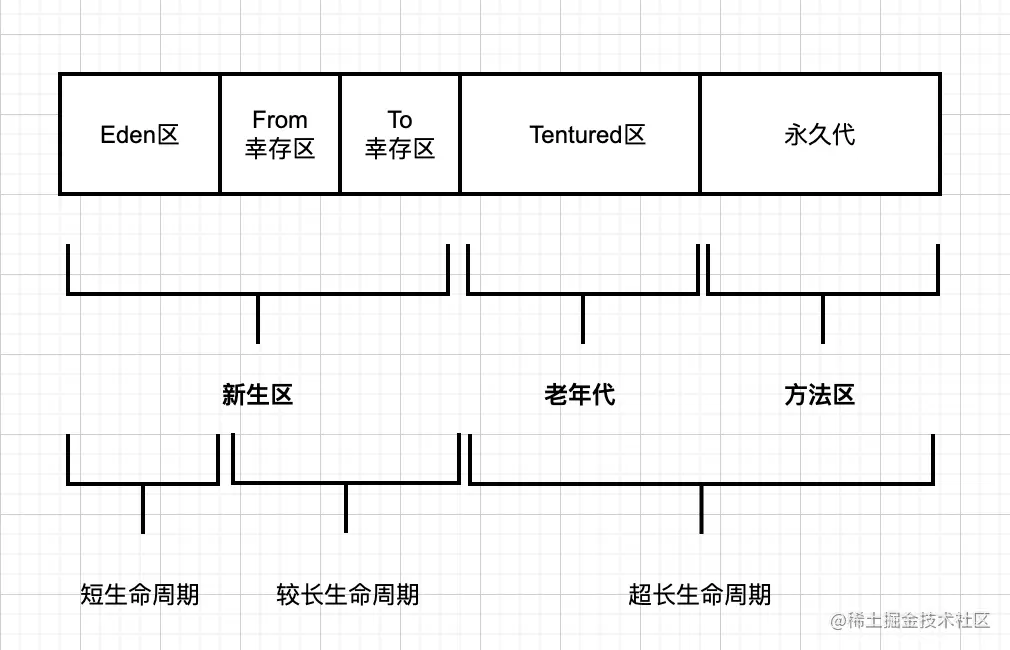 Eden区
From
幸存区
To
幸存区
Tentured区
永久代
新生区
老年代
方法区
短生命周期
较长生命周期
超长生命周期
@稀土掘金技术社区